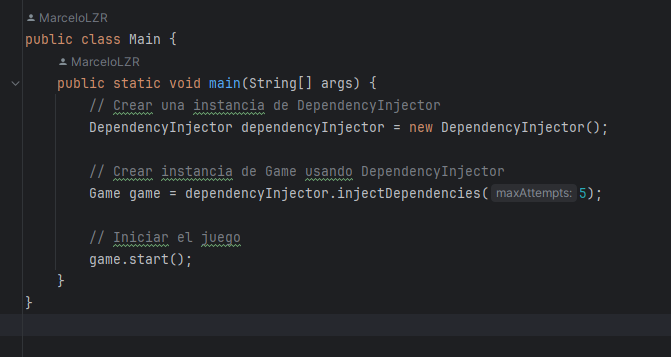 MarceloLZR
public class Main {
MarceloLZR
public static void main(String[] args) {
// Crear una instancia de DependencyInjector
DependencyInjector dependencyInjector = new DependencyInjector();
// Crear instancia de Game usando DependencyInjector
Game game = dependencyInjector.injectDependencies( maxAttempts: 5);
// Iniciar el juego
game.start();
}
}